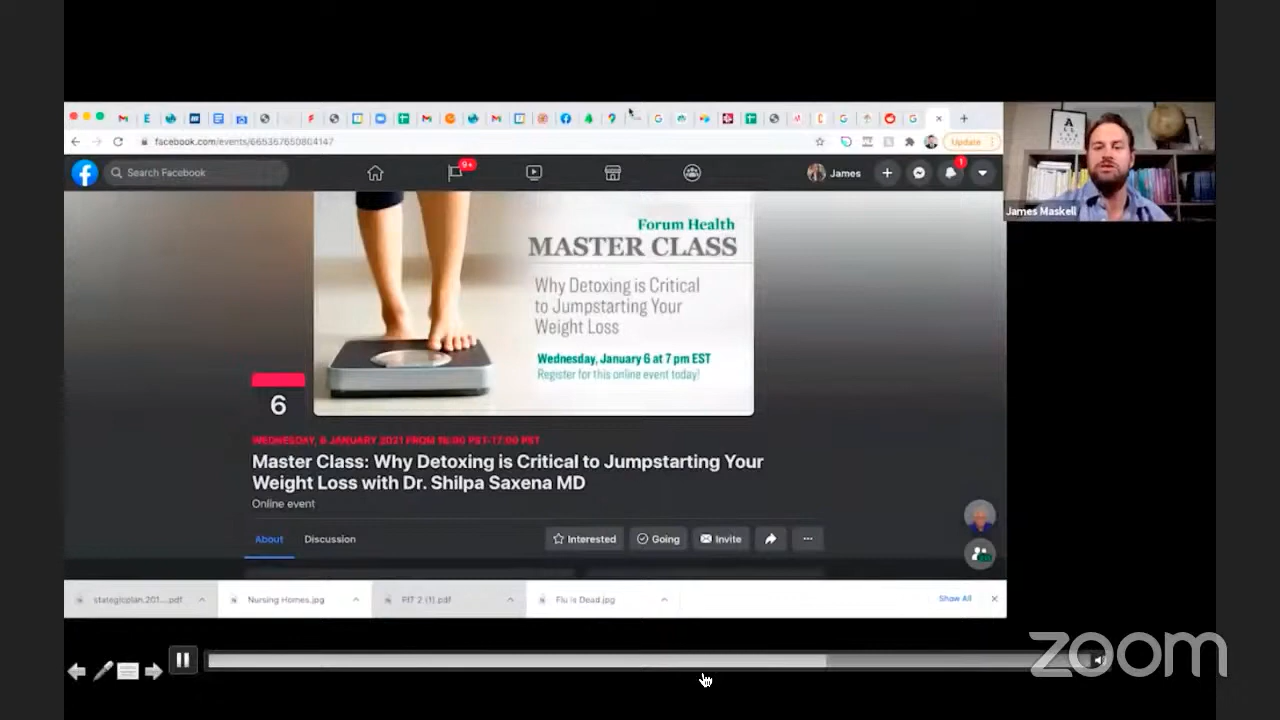 facebook.com/events/665367650804147
Update
Search Facebook
9+
James
1
James Maskell
Forum Health
MASTER CLASS
Why Detoxing is Critical
to Jumpstarting Your
Weight Loss
Wednesday, January 6 at 7 pm EST
Register for this online event today!
6
WEDNESDAY, 6 JANUARY 2021 FROM 16:00 PST-17:00 PST
Master Class: Why Detoxing is Critical to Jumpstarting Your
Weight Loss with Dr. Shilpa Saxena MD
Online event
About
Discussion
Interested
Going
Invite
stategicplan.201....pdf
Nursing Homes.jpg
Flu is Dead.jpg
Show All
zoom